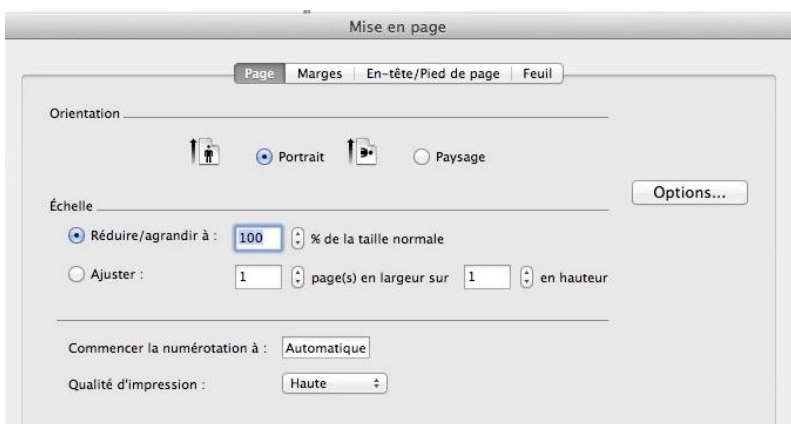 Mise en page
Page Marges En-tête/Pied de page Feuil
Orientation
Portrait Paysage
Options...
Échelle
Réduire/agrandir à : 100 % de la taille normale
Ajuster : 1 page(s) en largeur sur 1 en hauteur
Commencer la numérotation à : Automatique
Qualité d'impression : Haute